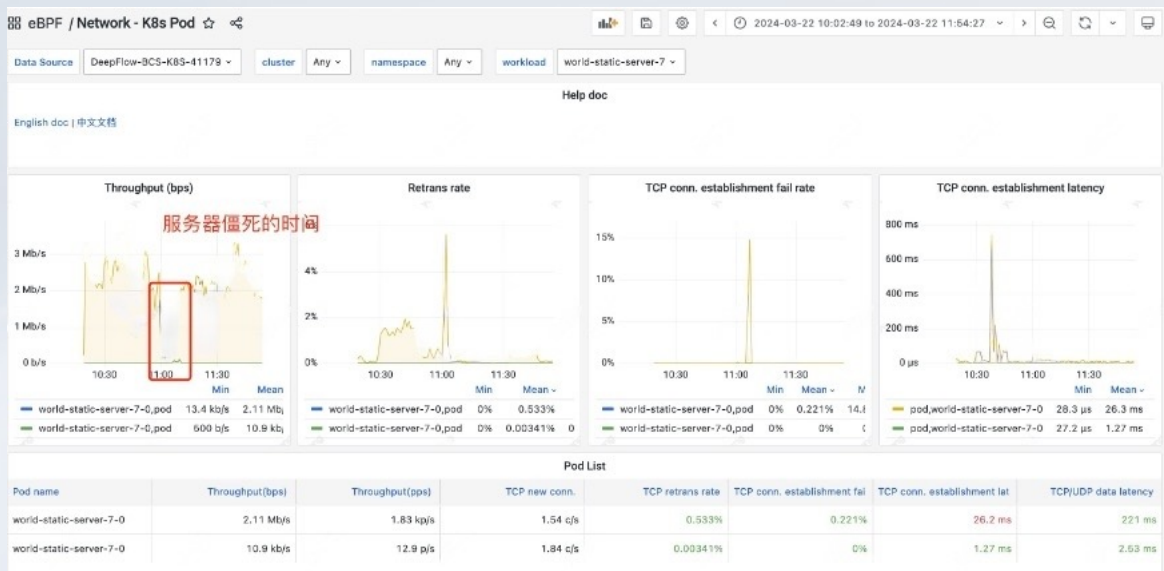 eBPF / Network - K8s Pod
2024-03-22 10:02:49 to 2024-03-22 11:54:27
Data Source DeepFlow-BCS-K8S-41179 cluster Any namespace Any workload world-static-server-7
Help doc
English doc | 中文文档
Throughput (bps)
服务器僵死的时间
3 Mb/s
2 Mb/s
1 Mb/s
0 b/s
10:30 11:00 11:30
Min Mean
world-static-server-7-0,pod 13.4 kb/s 2.11 Mb
world-static-server-7-0,pod 600 b/s 10.9 kb
Retrans rate
4%
2%
0%
10:30 11:00 11:30
Min Mean
world-static-server-7-0,pod 0% 0.533%
world-static-server-7-0,pod 0% 0.00341% 0
TCP conn. establishment fail rate
15%
10%
5%
0%
10:30 11:00 11:30
Min Mean M
world-static-server-7-0,pod 0% 0.221% 14.8
world-static-server-7-0,pod 0% 0%
TCP conn. establishment latency
800 ms
600 ms
400 ms
200 ms
0 µs
10:30 11:00 11:30
Min Mean
pod,world-static-server-7-0 28.3 µs 26.3 ms
pod,world-static-server-7-0 27.2 µs 1.27 ms
Pod List
Pod name Throughput(bps) Throughput(pps) TCP new conn. TCP retrans rate TCP conn. establishment fai TCP conn. establishment lat TCP/UDP data latency
world-static-server-7-0 2.11 Mb/s 1.83 kp/s 1.54 c/s 0.533% 0.221% 26.2 ms 221 ms
world-static-server-7-0 10.9 kb/s 12.9 p/s 1.84 c/s 0.00341% 0% 1.27 ms 2.53 ms